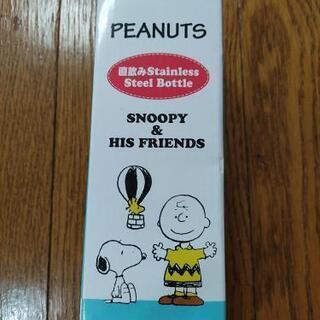 PEANUTS
直飲みStainless
Steel Bottle
SNOOPY
&
HIS FRIENDS